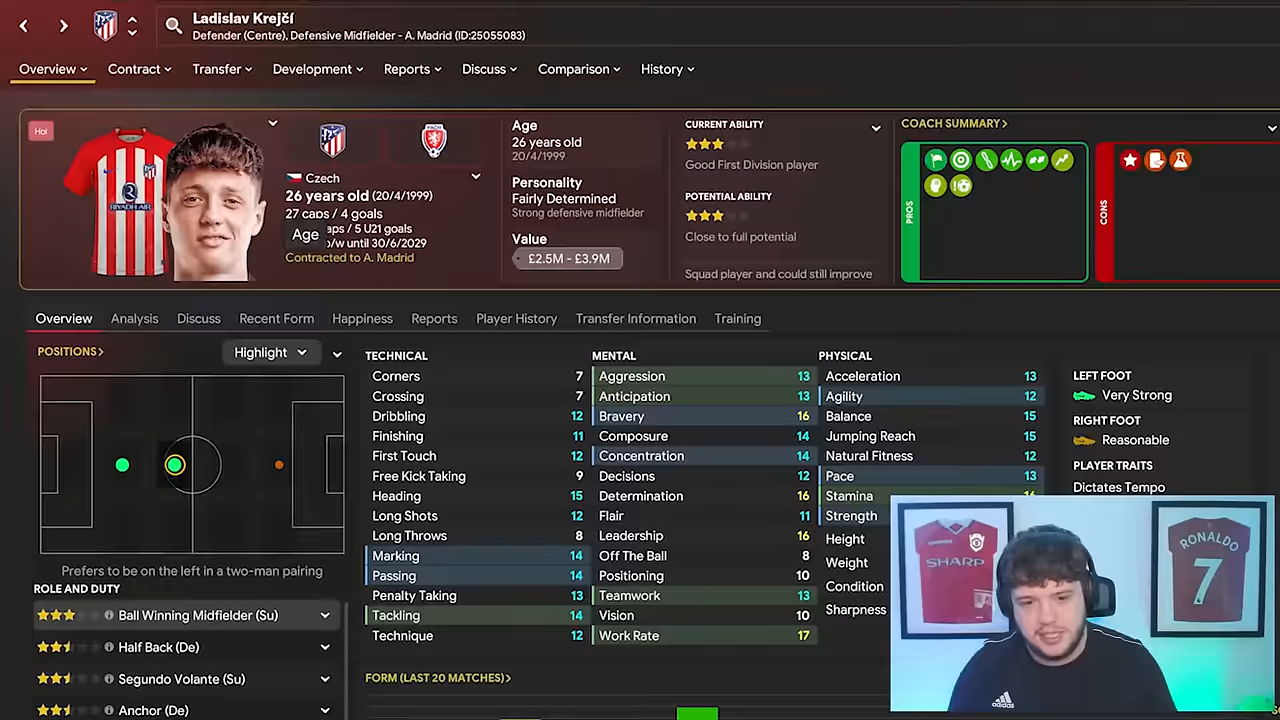 Ladislav Krejčí
Defender (Centre), Defensive Midfielder - A. Madrid (ID:25055083)
Overview Contract Transfer Development Reports Discuss Comparison History
Hol
RIYADH AIR
Czech
26 years old (20/4/1999)
27 caps / 4 goals
aps / 5 U21 goals
Age
p/w until 30/6/2029
Contracted to A. Madrid
Age
26 years old
20/4/1999
Personality
Fairly Determined
Strong defensive midfielder
Value
£2.5M - £3.9M
CURRENT ABILITY
Good First Division player
POTENTIAL ABILITY
Close to full potential
Squad player and could still improve
COACH SUMMARY>
PROS
CONS
Overview Analysis Discuss Recent Form Happiness Reports Player History Transfer Information Training
POSITIONS>
Highlight
Prefers to be on the left in a two-man pairing
ROLE AND DUTY
Ball Winning Midfielder (Su)
Half Back (De)
Segundo Volante (Su)
Anchor (De)
TECHNICAL
Corners 7
Crossing 7
Dribbling 12
Finishing 11
First Touch 12
Free Kick Taking 9
Heading 15
Long Shots 12
Long Throws 8
Marking 14
Passing 14
Penalty Taking 13
Tackling 14
Technique 12
MENTAL
Aggression 13
Anticipation 13
Bravery 16
Composure 14
Concentration 14
Decisions 12
Determination 16
Flair 11
Leadership 16
Off The Ball 8
Positioning 10
Teamwork 13
Vision 10
Work Rate 17
PHYSICAL
Acceleration 13
Agility 12
Balance 15
Jumping Reach 15
Natural Fitness 12
Pace 13
Stamina
Strength
Height
Weight
Condition
Sharpness
LEFT FOOT
Very Strong
RIGHT FOOT
Reasonable
PLAYER TRAITS
Dictates Tempo
FORM (LAST 20 MATCHES)>
SHARP
RONALDO
7
adidas